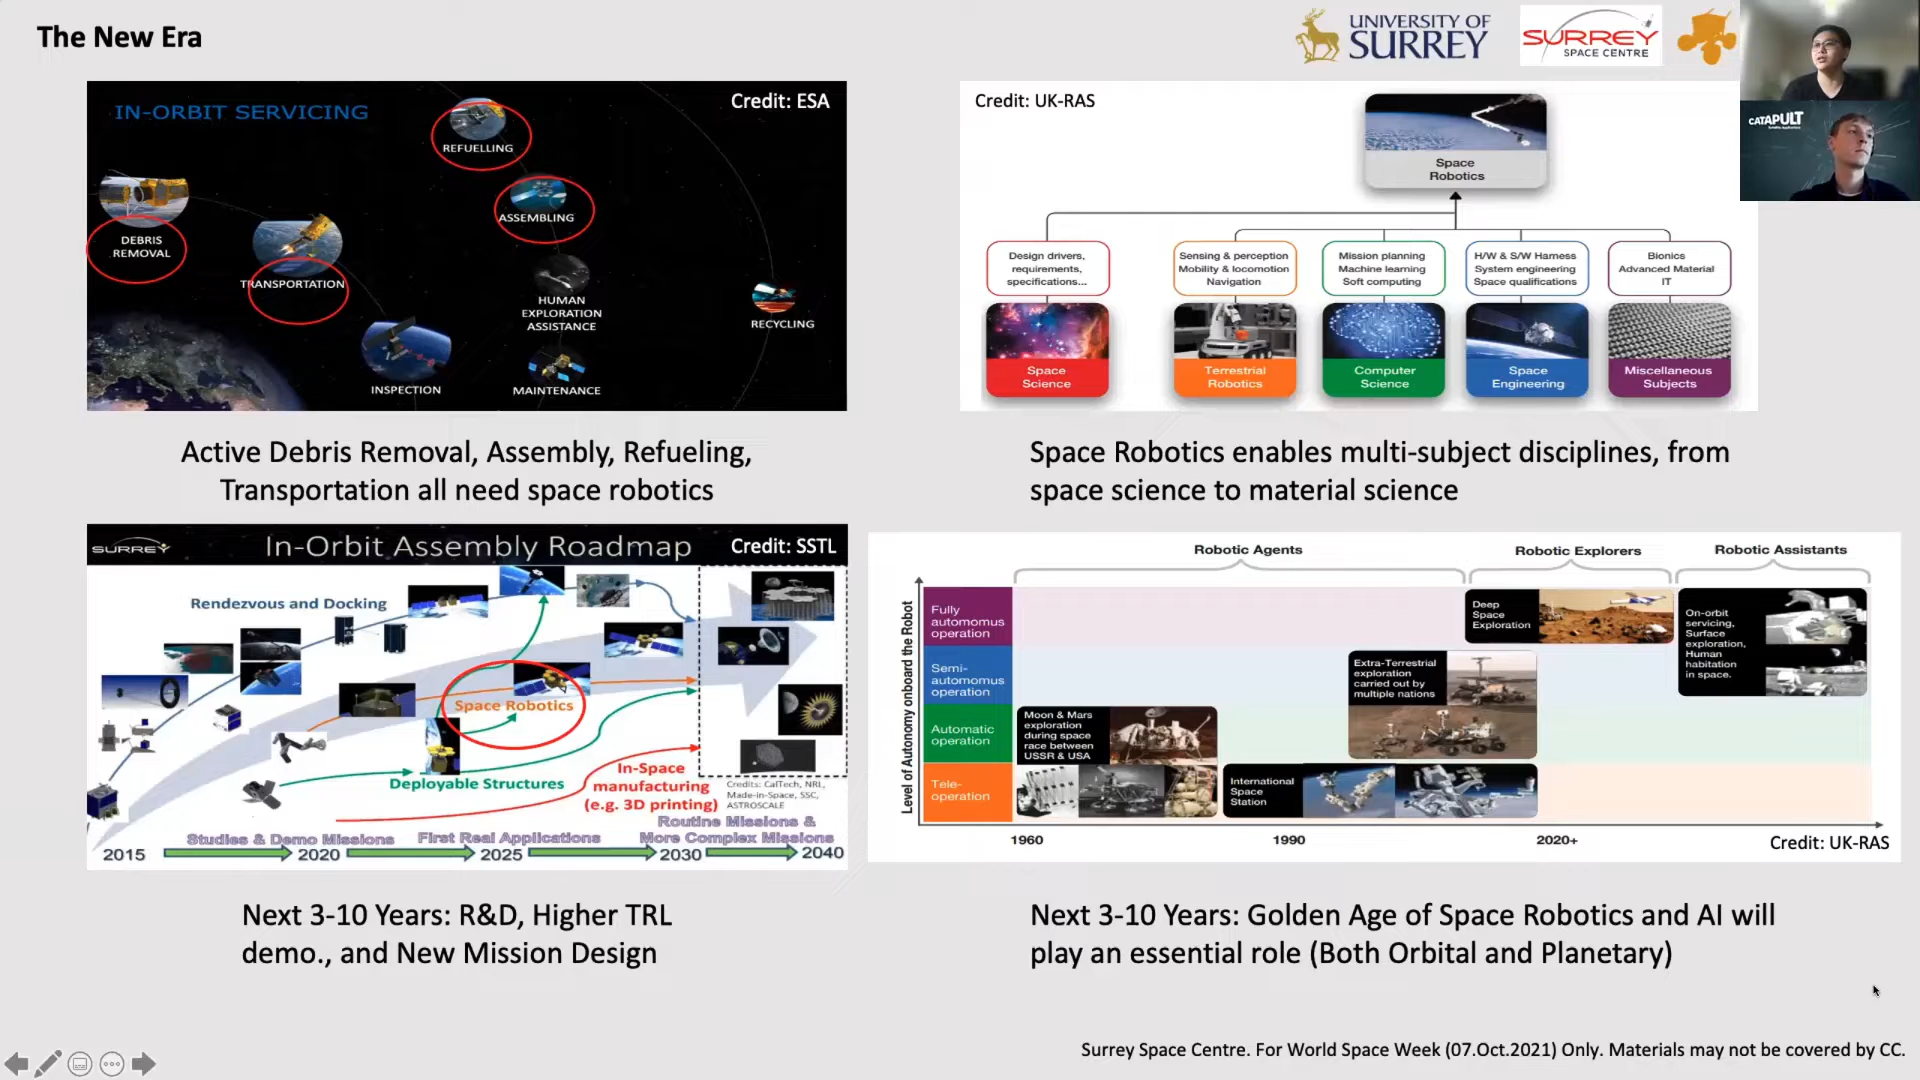 The New Era
UNIVERSITY OF
SURREY
SURREY
SPACE CENTRE
CATAPULT
IN-ORBIT SERVICING
Credit: ESA
REFUELLING
ASSEMBLING
DEBRIS
REMOVAL
TRANSPORTATION
HUMAN
EXPLORATION
ASSISTANCE
RECYCLING
INSPECTION
MAINTENANCE
Active Debris Removal, Assembly, Refueling,
Transportation all need space robotics
Credit: UK-RAS
Space
Robotics
Design drivers,
requirements,
specifications...
Sensing & perception
Mobility & locomotion
Navigation
Mission planning
Machine learning
Soft computing
H/W & S/W Harness
System engineering
Space qualifications
Bionics
Advanced Material
IT
Space
Science
Terrestrial
Robotics
Computer
Science
Space
Engineering
Miscellaneous
Subjects
Space Robotics enables multi-subject disciplines, from
space science to material science
SURREY
In-Orbit Assembly Roadmap
Credit: SSTL
Rendezvous and Docking
Space Robotics
Deployable Structures
In-Space
manufacturing
(e.g. 3D printing)
Credits: CalTech, NRL,
Made-in-Space, SSC,
ASTROSCALE
Studies & Demo Missions
First Real Applications
Routine Missions &
More Complex Missions
2015
2020
2025
2030
2040
Next 3-10 Years: R&D, Higher TRL
demo., and New Mission Design
Robotic Agents
Robotic Explorers
Robotic Assistants
Level of Autonomy onboard the Robot
Fully
automomus
operation
Semi-
automomus
operation
Automatic
operation
Tele-
operation
Moon & Mars
exploration
during space
race between
USSR & USA
International
Space
Station
Extra-Terrestrial
exploration
carried out by
multiple nations
Deep
Space
Exploration
On-orbit
servicing,
Surface
exploration,
Human
habitation
in space.
1960
1990
2020+
Credit: UK-RAS
Next 3-10 Years: Golden Age of Space Robotics and AI will
play an essential role (Both Orbital and Planetary)
Surrey Space Centre. For World Space Week (07.Oct.2021) Only. Materials may not be covered by CC.